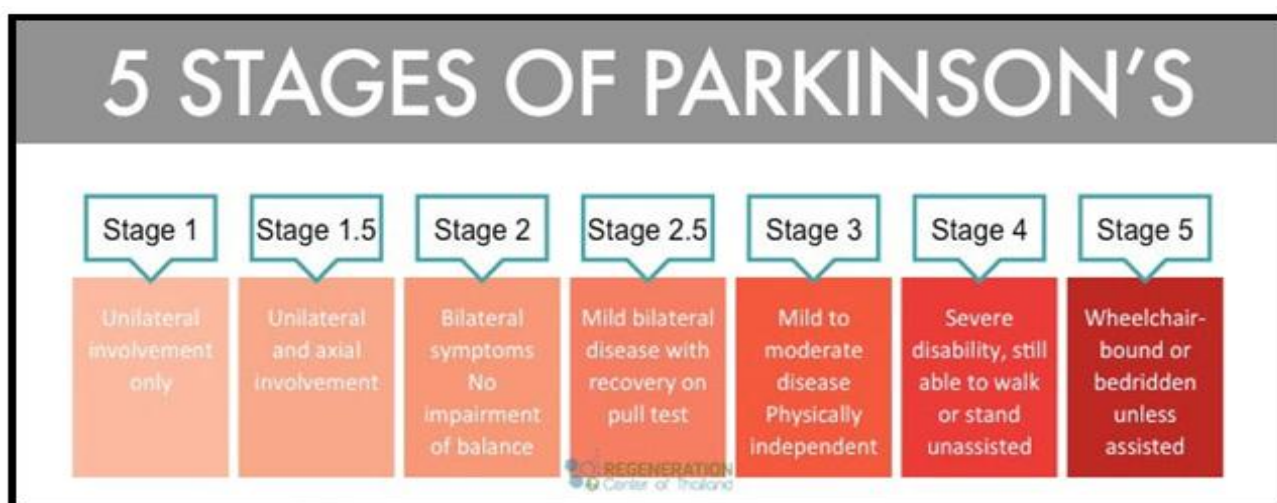 5 STAGES OF PARKINSON'S
Stage 1
Unilateral
involvement
only
Stage 1.5
Unilateral
and axial
involvement
Stage 2
Bilateral
symptoms
No
impairment
of balance
Stage 2.5
Mild bilateral
disease with
recovery on
pull test
Stage 3
Mild to
moderate
disease
Physically
independent
Stage 4
Severe
disability, still
able to walk
or stand
unassisted
Stage 5
Wheelchair-
bound or
bedridden
unless
assisted
REGENERATION
Center of Thailand